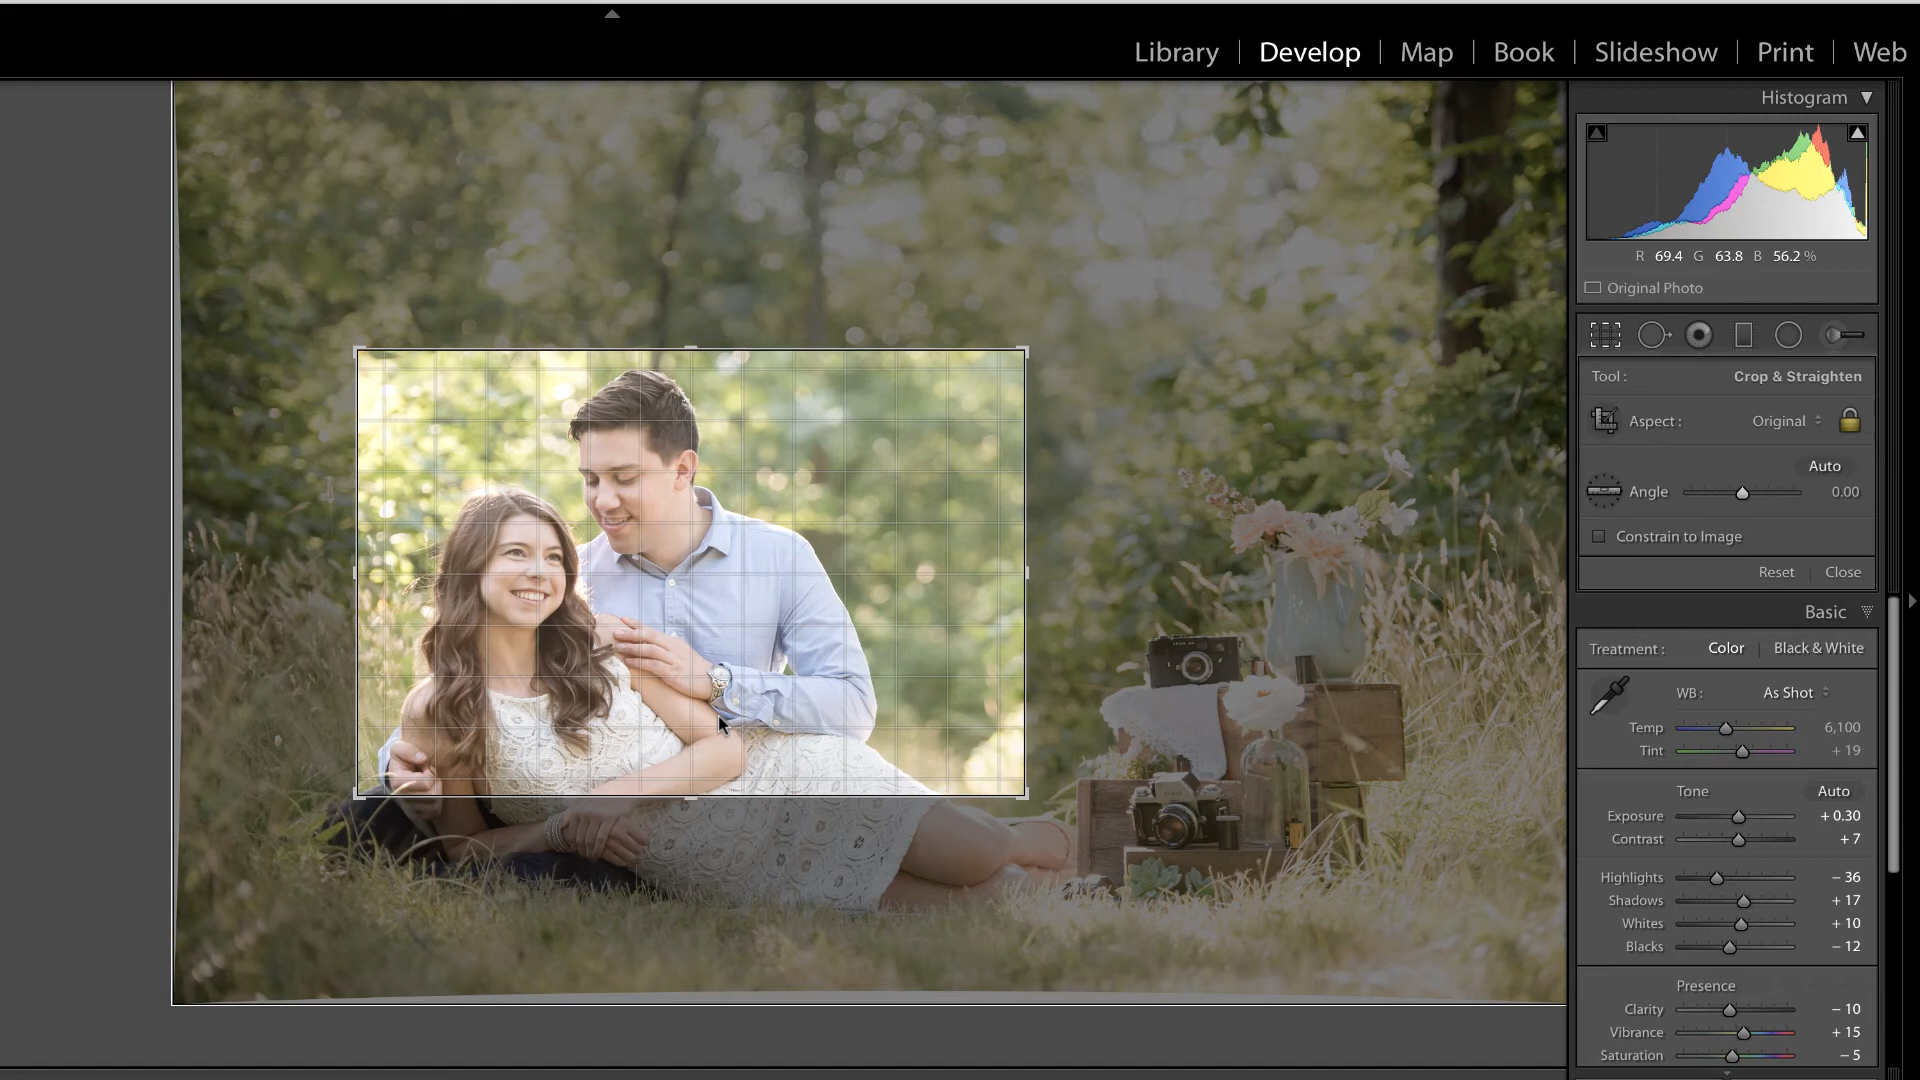 Library | Develop | Map | Book | Slideshow | Print | Web
Histogram
R 69.4 G 63.8 B 56.2 %
Original Photo
Tool : Crop & Straighten
Aspect : Original
Auto
Angle 0.00
Constrain to Image
Reset | Close
Basic
Treatment : Color | Black & White
WB : As Shot
Temp 6,100
Tint + 19
Tone Auto
Exposure + 0.30
Contrast + 7
Highlights – 36
Shadows + 17
Whites + 10
Blacks – 12
Presence
Clarity – 10
Vibrance + 15
Saturation – 5